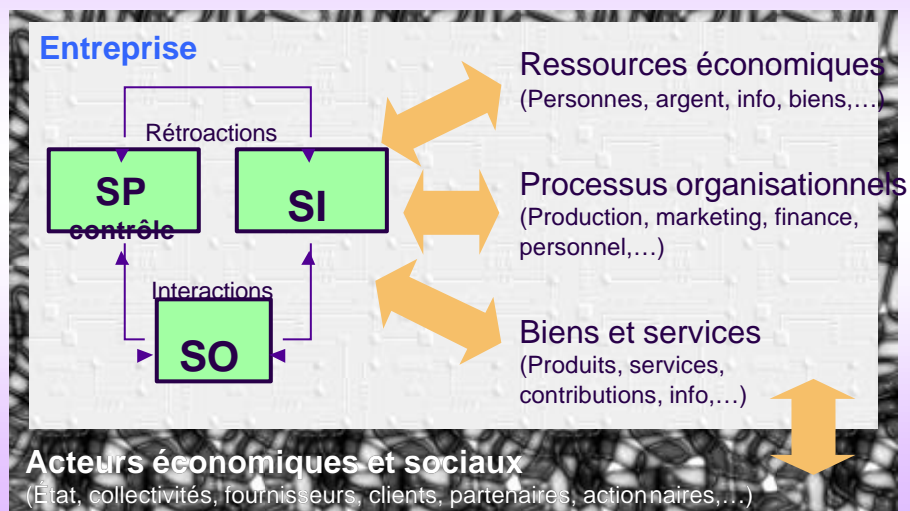 Entreprise
Rétroactions
SP
contrôle
SI
Interactions
SO
Ressources économiques
(Personnes, argent, info, biens,…)
Processus organisationnels
(Production, marketing, finance,
personnel,…)
Biens et services
(Produits, services,
contributions, info,…)
Acteurs économiques et sociaux
(État, collectivités, fournisseurs, clients, partenaires, actionnaires,…)